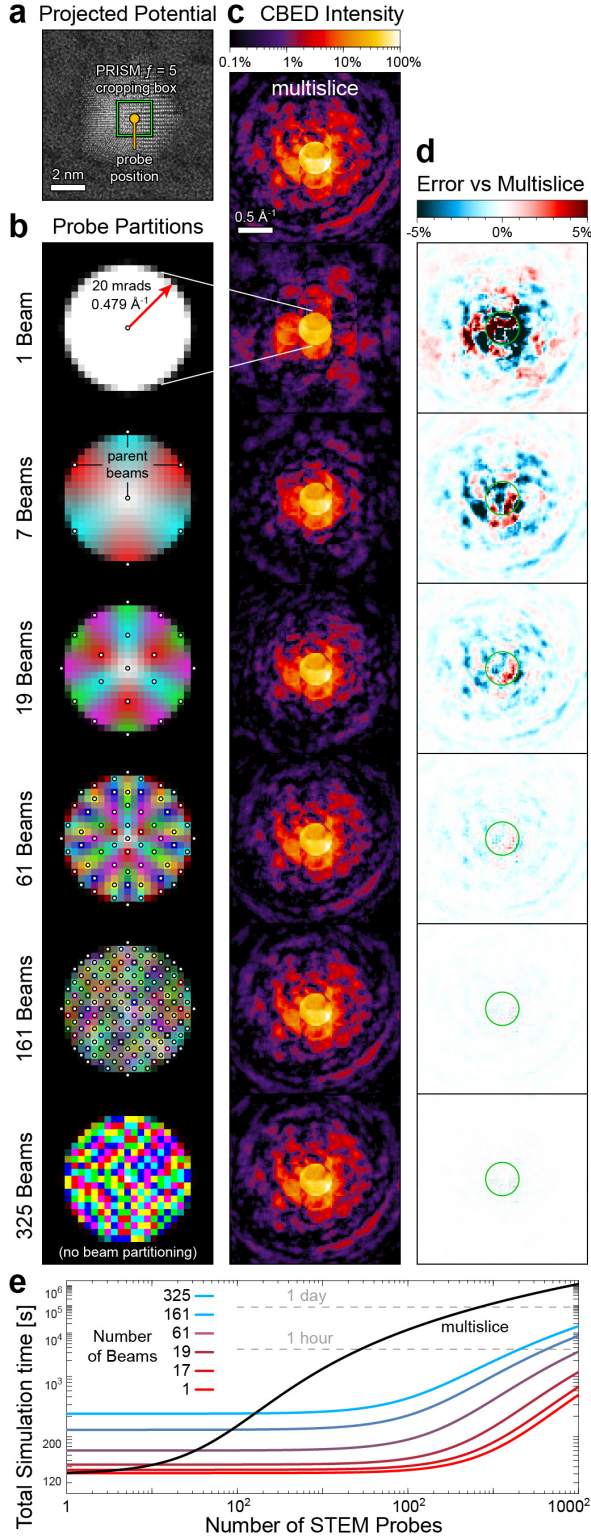 a Projected Potential
PRISM f = 5
cropping box
probe
position
2 nm
c CBED Intensity
0.1% 1% 10% 100%
multislice
0.5 Å⁻¹
d
Error vs Multislice
-5% 0% 5%
b Probe Partitions
1 Beam
20 mrads
0.479 Å⁻¹
7 Beams
parent
beams
19 Beams
61 Beams
161 Beams
325 Beams
(no beam partitioning)
e
Total Simulation time [s]
10⁶
10⁵
10⁴
10³
200
120
Number
of Beams
325
161
61
19
17
1
1 day
1 hour
multislice
1 10² 100² 1000²
Number of STEM Probes